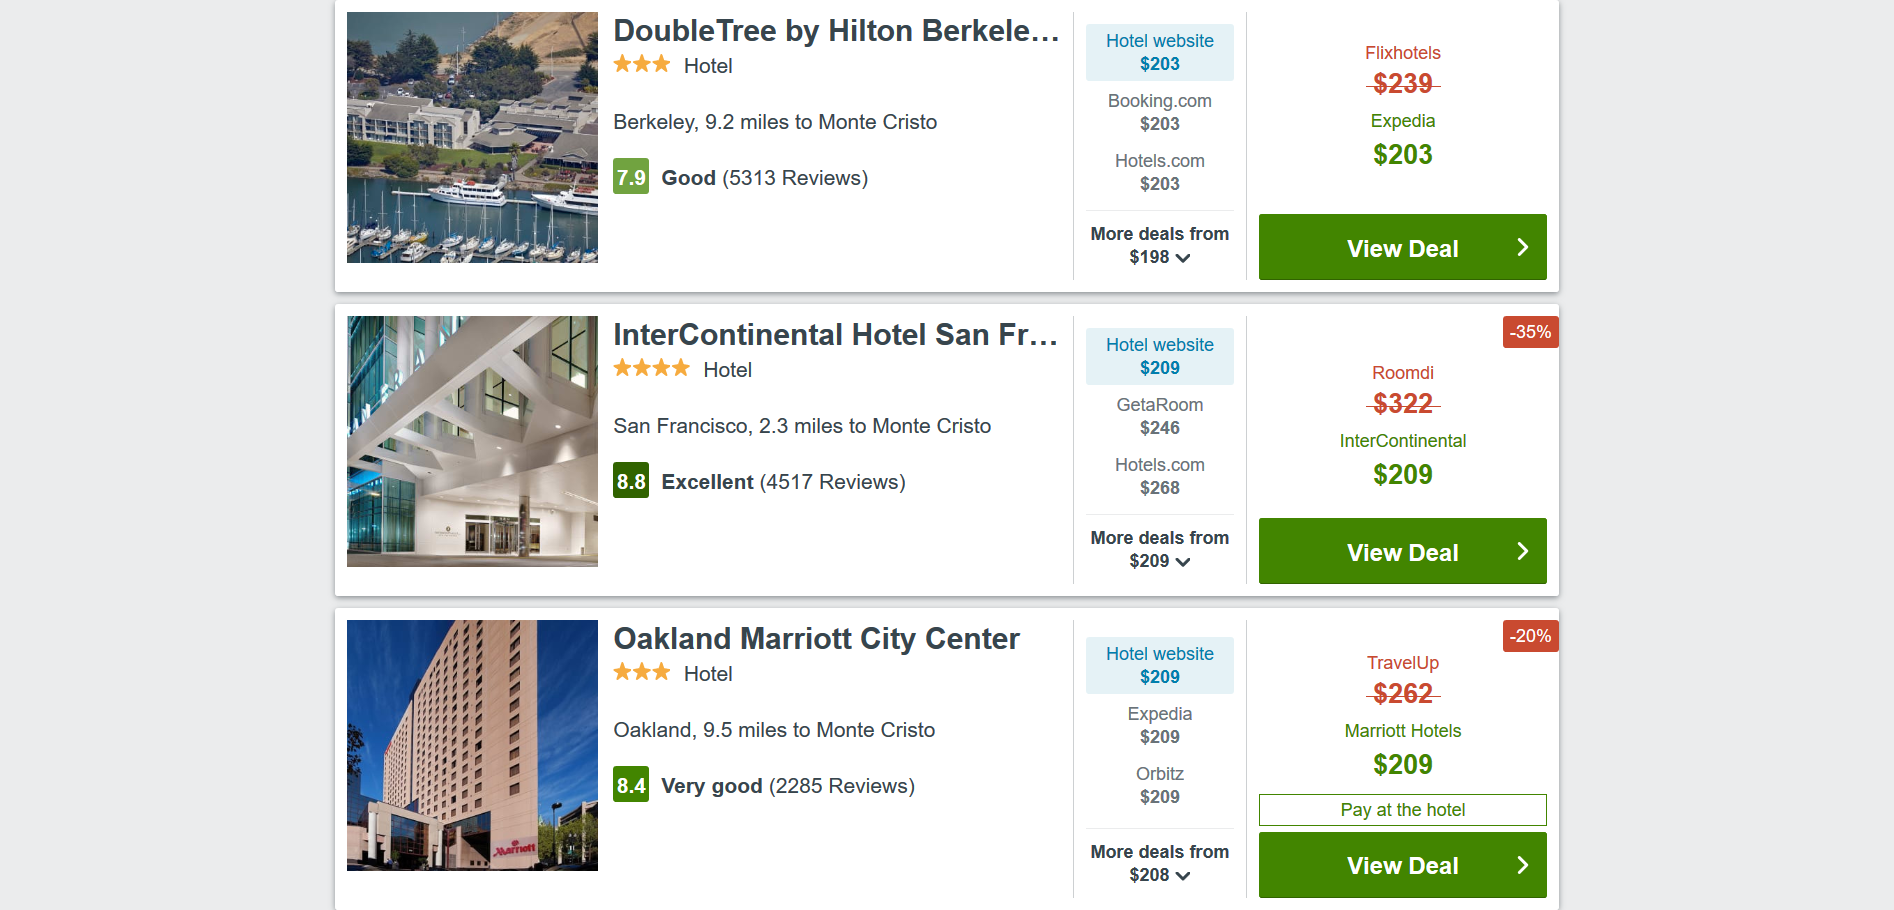 DoubleTree by Hilton Berkele...
Hotel
Berkeley, 9.2 miles to Monte Cristo
7.9 Good (5313 Reviews)
Hotel website
$203
Booking.com
$203
Hotels.com
$203
More deals from
$198
Flixhotels
$239
Expedia
$203
View Deal
InterContinental Hotel San Fr...
Hotel
San Francisco, 2.3 miles to Monte Cristo
8.8 Excellent (4517 Reviews)
Hotel website
$209
GetaRoom
$246
Hotels.com
$268
More deals from
$209
-35%
Roomdi
$322
InterContinental
$209
View Deal
Oakland Marriott City Center
Hotel
Oakland, 9.5 miles to Monte Cristo
8.4 Very good (2285 Reviews)
Marriott
Hotel website
$209
Expedia
$209
Orbitz
$209
More deals from
$208
-20%
TravelUp
$262
Marriott Hotels
$209
Pay at the hotel
View Deal